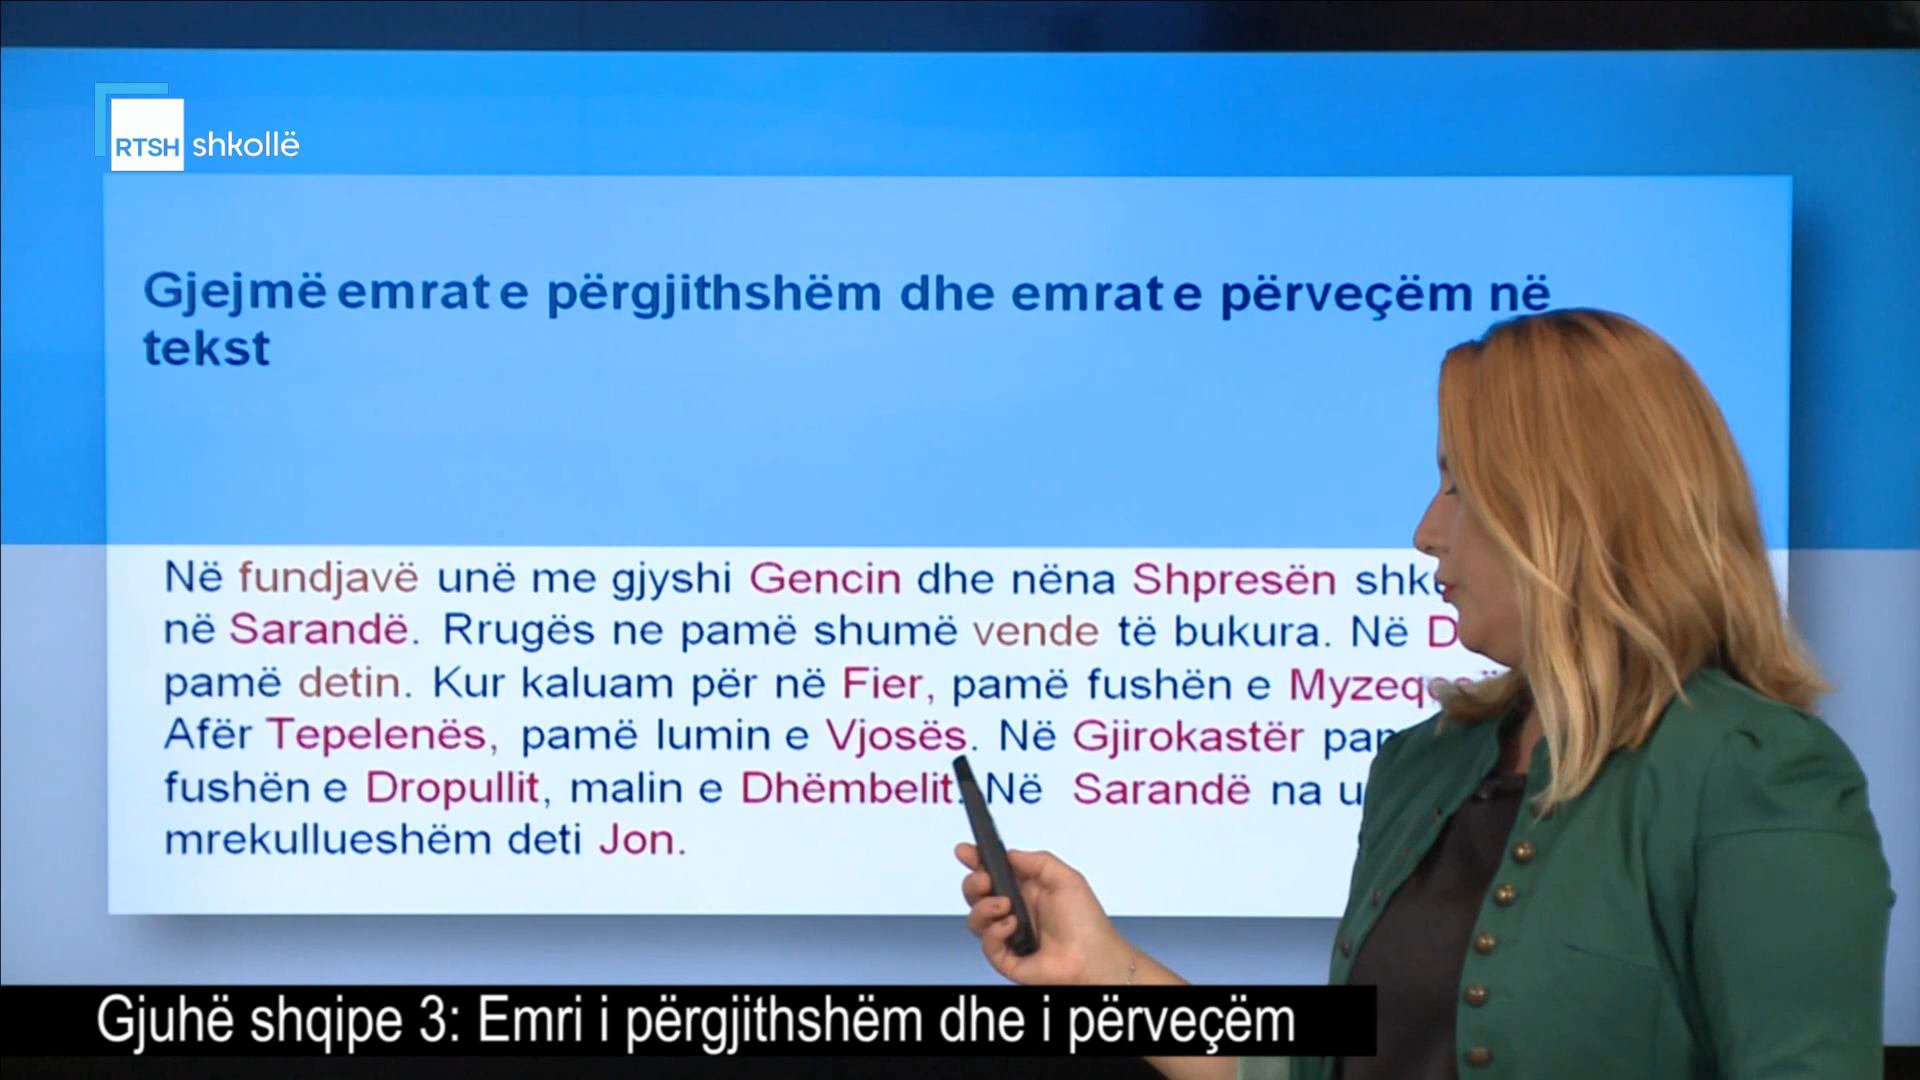 RTSH shkollë
Gjejmë emrat e përgjithshëm dhe emrat e përveçëm në
tekst
Në fundjavë unë me gjyshi Gencin dhe nëna Shpresën
në Sarandë. Rrugës ne pamë shumë vende të bukura. Në
pamë detin. Kur kaluam për në Fier, pamë fushën e
Afër Tepelenës, pamë lumin e Vjosës. Në Gjirokastër
fushën e Dropullit, malin e Dhëmbelit. Në Sarandë na
mrekullueshëm deti Jon.
Gjuhë shqipe 3: Emri i përgjithshëm dhe i përveçëm